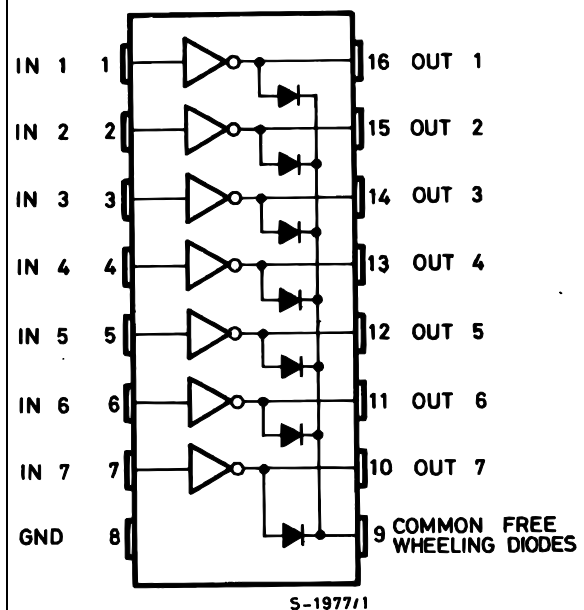 IN 1 1 16 OUT 1
IN 2 2 15 OUT 2
IN 3 3 14 OUT 3
IN 4 4 13 OUT 4
IN 5 5 12 OUT 5
IN 6 6 11 OUT 6
IN 7 7 10 OUT 7
GND 8 9 COMMON FREE
WHEELING DIODES
S-1977/1